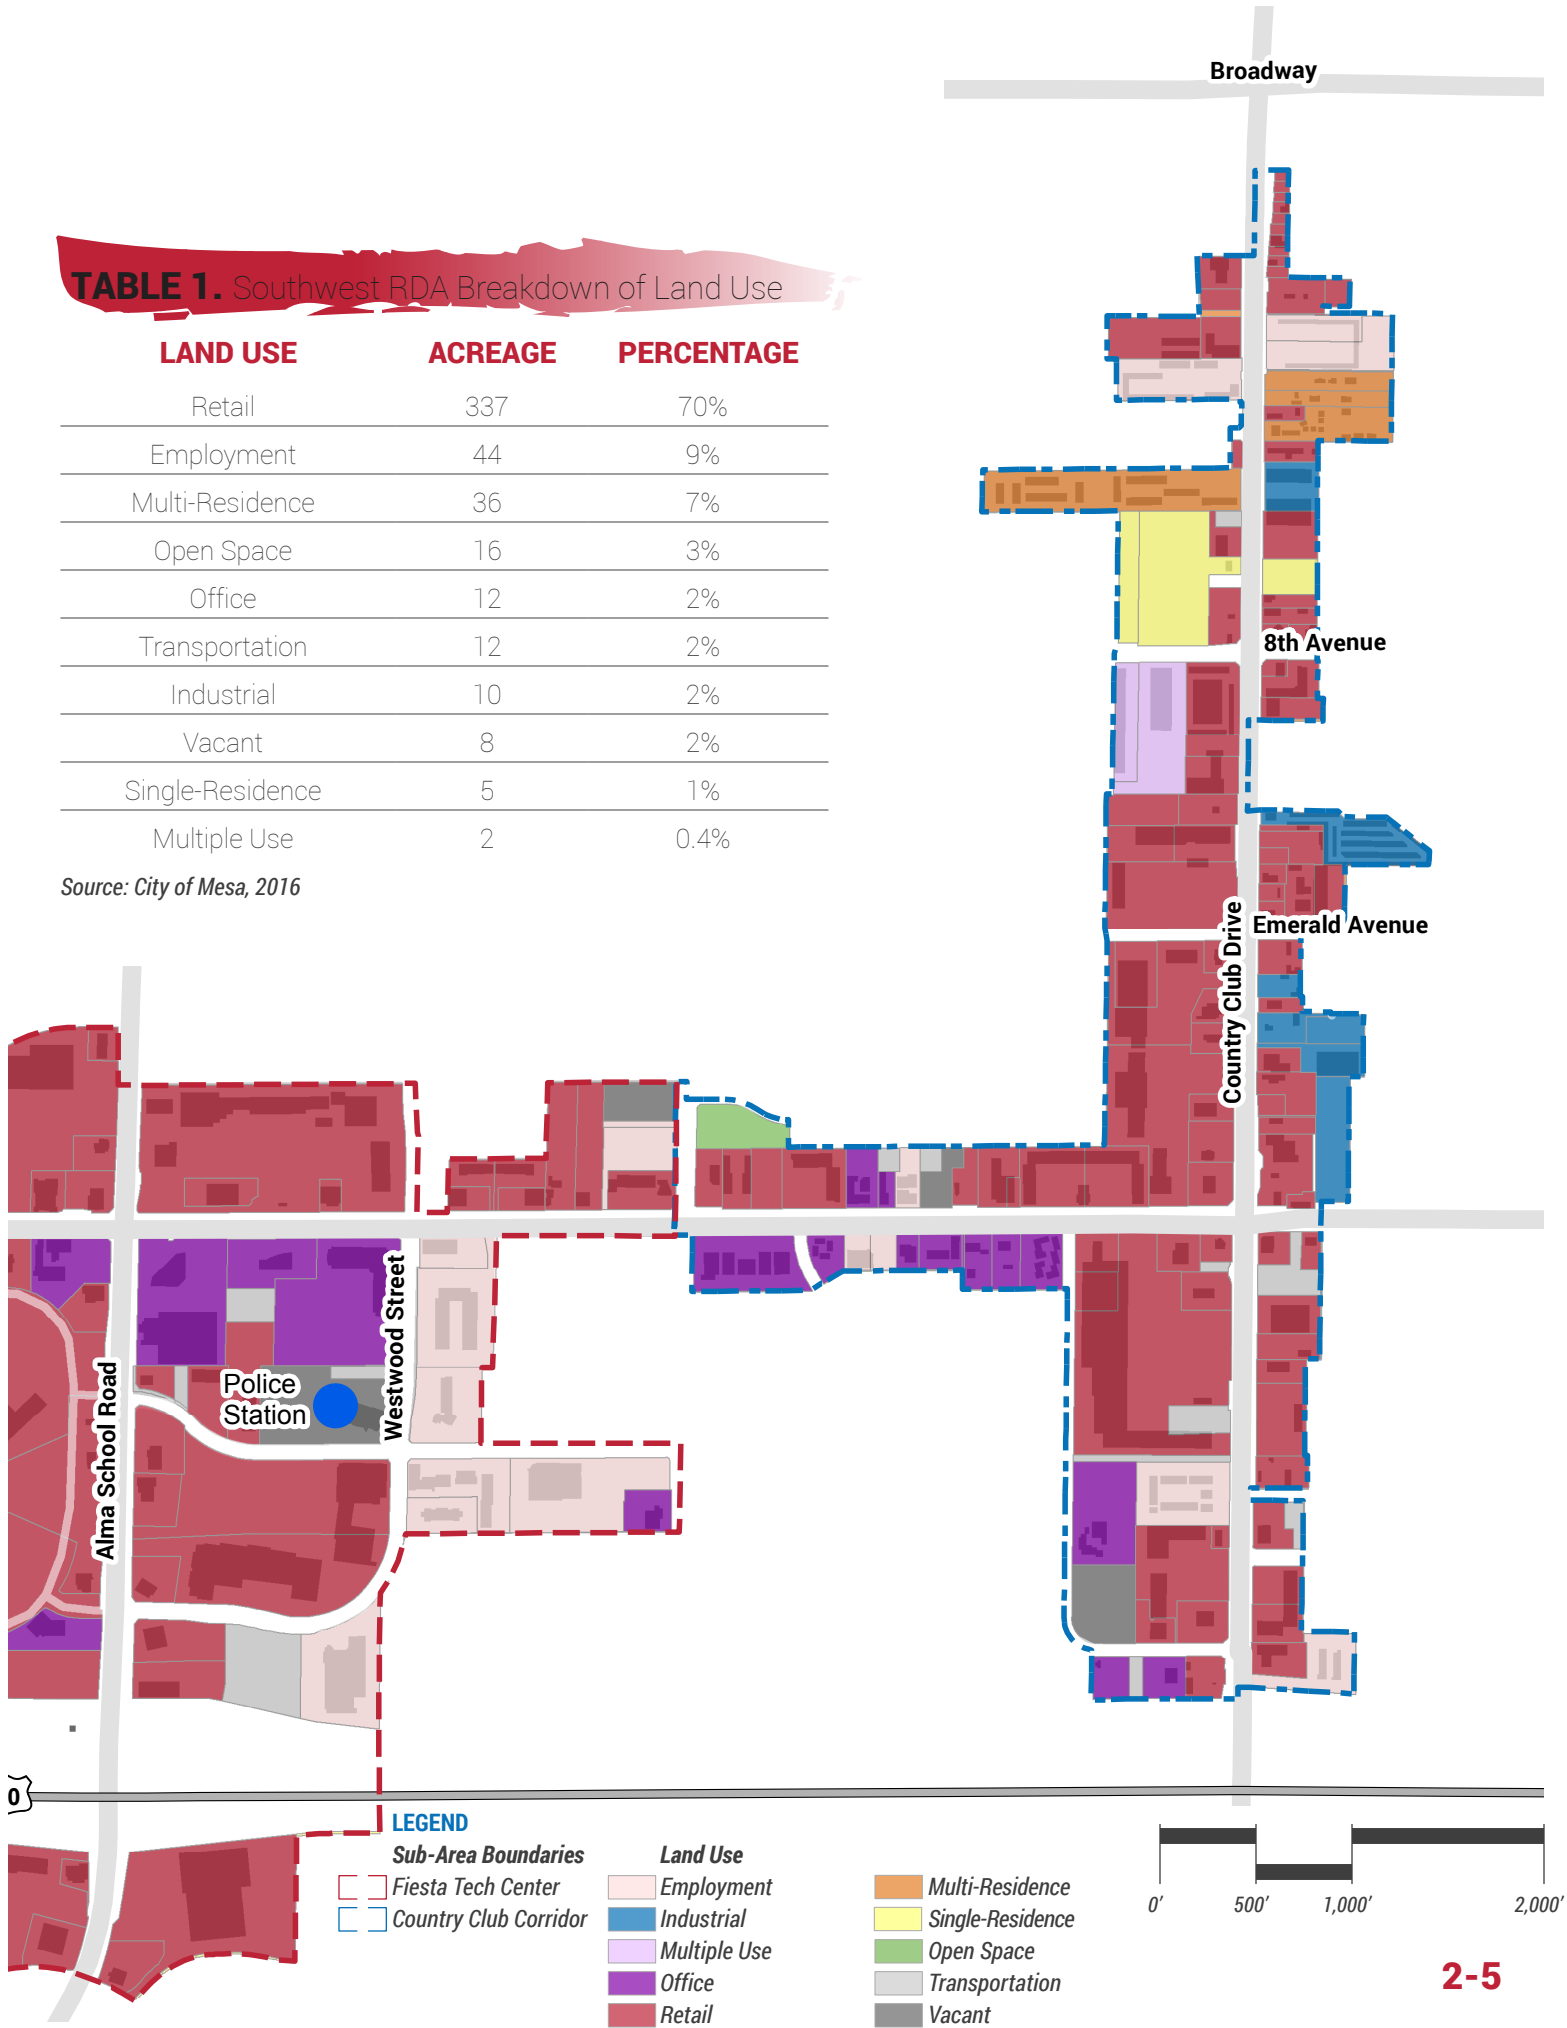 Broadway
TABLE 1. Southwest RDA Breakdown of Land Use
LAND USE ACREAGE PERCENTAGE
Retail 337 70%
Employment 44 9%
Multi-Residence 36 7%
Open Space 16 3%
Office 12 2%
Transportation 12 2%
Industrial 10 2%
Vacant 8 2%
Single-Residence 5 1%
Multiple Use 2 0.4%
Source: City of Mesa, 2016
8th Avenue
Emerald Avenue
Country Club Drive
Westwood Street
Police
Station
Alma School Road
0
LEGEND
Sub-Area Boundaries
Fiesta Tech Center
Country Club Corridor
Land Use
Employment
Industrial
Multiple Use
Office
Retail
Multi-Residence
Single-Residence
Open Space
Transportation
Vacant
0' 500' 1,000' 2,000'
2-5